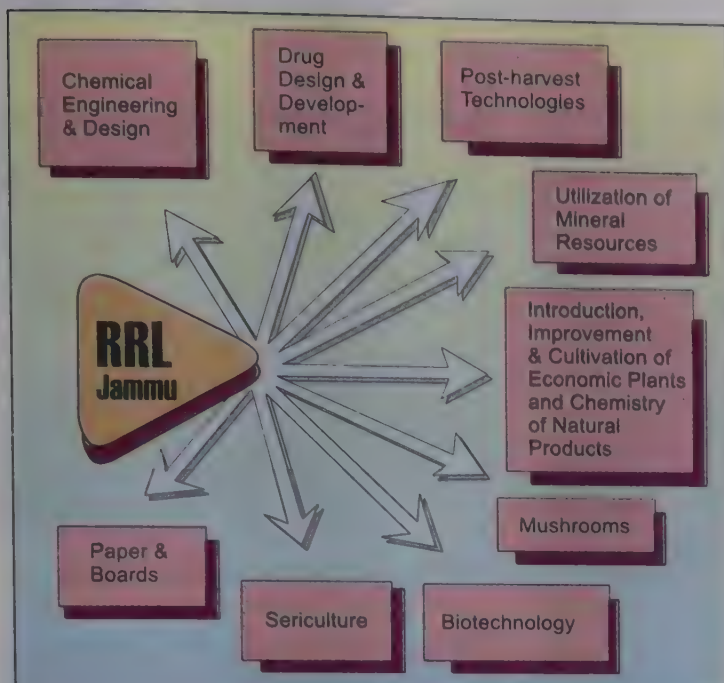 Chemical
Engineering
& Design
Drug
Design &
Develop-
ment
Post-harvest
Technologies
Utilization of
Mineral
Resources
RRL
Jammu
Introduction,
Improvement
& Cultivation of
Economic Plants
and Chemistry
of Natural
Products
Mushrooms
Paper &
Boards
Sericulture
Biotechnology